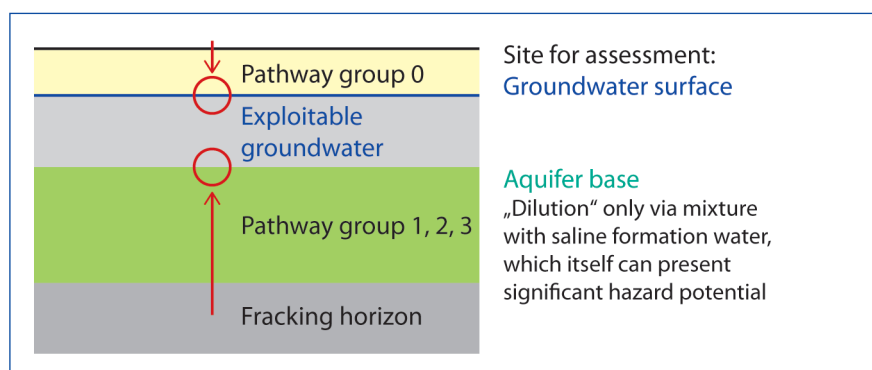 Pathway group 0
Exploitable
groundwater
Pathway group 1, 2, 3
Fracking horizon
Site for assessment:
Groundwater surface
Aquifer base
„Dilution“ only via mixture
with saline formation water,
which itself can present
significant hazard potential